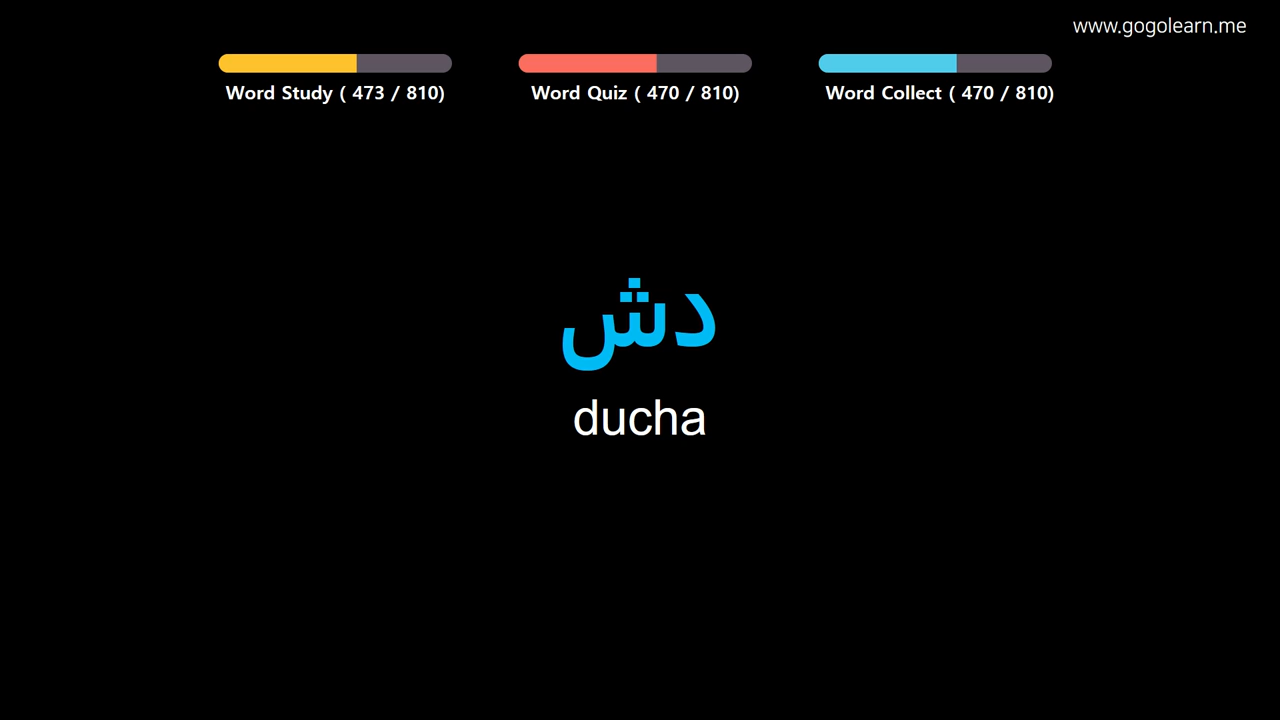 www.gogolearn.me
Word Study ( 473 / 810)
Word Quiz ( 470 / 810)
Word Collect ( 470 / 810)
دش
ducha